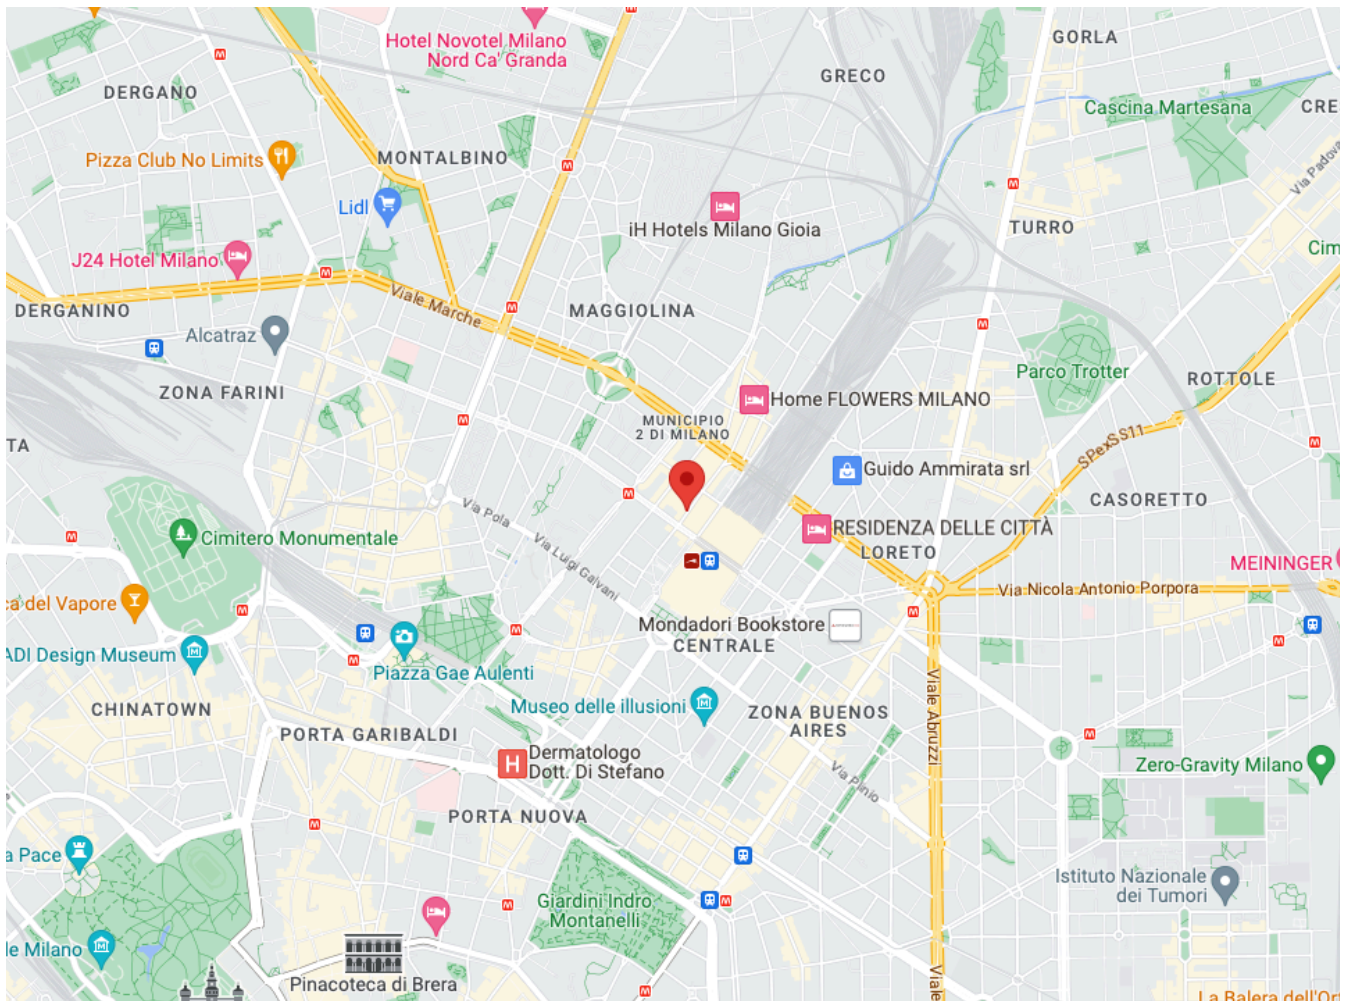 GORLA
Hotel Novotel Milano
Nord Ca' Granda
GRECO
DERGANO
Cascina Martesana
CRE
Pizza Club No Limits
MONTALBINO
Via Padova
Lidl
iH Hotels Milano Gioia
TURRO
Cim
J24 Hotel Milano
Viale Marche
DERGANINO
MAGGIOLINA
Alcatraz
Parco Trotter
ROTTOLE
ZONA FARINI
Home FLOWERS MILANO
MUNICIPIO
2 DI MILANO
TA
SPexSS11
Guido Ammirata srl
CASORETTO
Via Pola
Cimitero Monumentale
Via Luigi Galvani
RESIDENZA DELLE CITTÀ
LORETO
MEININGER
Via Nicola Antonio Porpora
ca del Vapore
Mondadori Bookstore
CENTRALE
ADI Design Museum
Piazza Gae Aulenti
Viale Abruzzi
CHINATOWN
Museo delle illusioni
ZONA BUENOS
AIRES
PORTA GARIBALDI
Dermatologo
Dott. Di Stefano
Via Plinio
Zero-Gravity Milano
PORTA NUOVA
a Pace
Istituto Nazionale
dei Tumori
Giardini Indro
Montanelli
le Milano
Pinacoteca di Brera
Viale
La Balera dell'Or